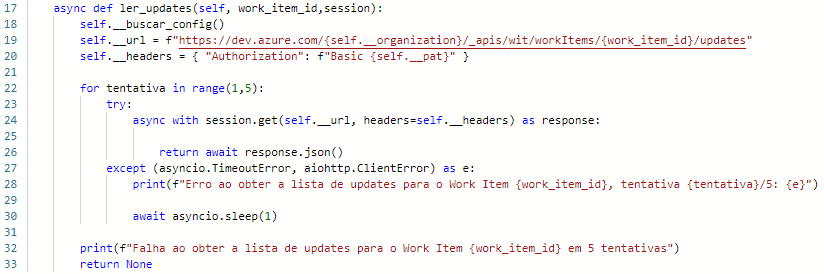 17 async def ler_updates(self, work_item_id,session):
18 self.__buscar_config()
19 self.__url = f"https://dev.azure.com/{self.__organization}/_apis/wit/workItems/{work_item_id}/updates"
20 self.__headers = { "Authorization": f"Basic {self.__pat}" }
21
22 for tentativa in range(1,5):
23 try:
24 async with session.get(self.__url, headers=self.__headers) as response:
25
26 return await response.json()
27 except (asyncio.TimeoutError, aiohttp.ClientError) as e:
28 print(f"Erro ao obter a lista de updates para o Work Item {work_item_id}, tentativa {tentativa}/5: {e}")
29
30 await asyncio.sleep(1)
31
32 print(f"Falha ao obter a lista de updates para o Work Item {work_item_id} em 5 tentativas")
33 return None